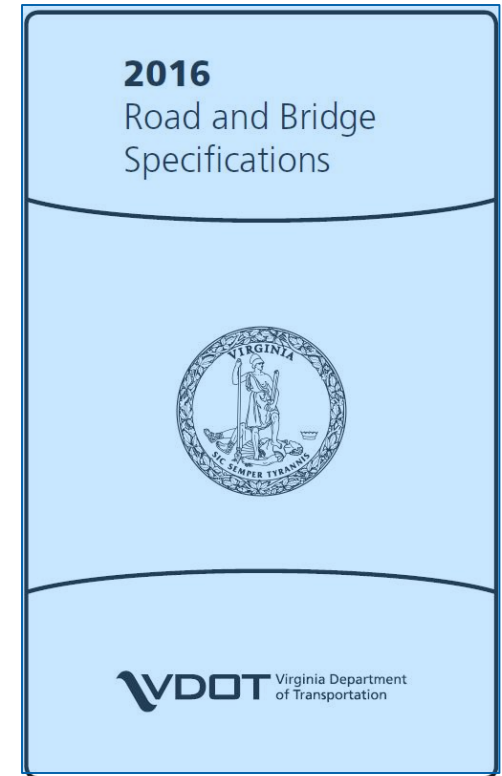 2016
Road and Bridge
Specifications
VIRGINIA
SIC SEMPER TYRANNIS
VDOT Virginia Department
of Transportation